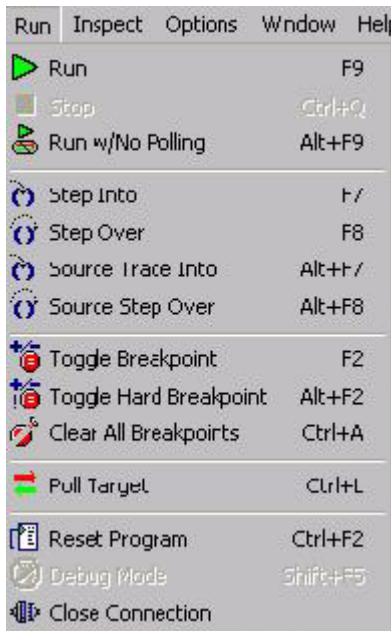 Run Inspect Options Window Help
Run F9
Stop Ctrl+Q
Run w/No Polling Alt+F9
Step Into F7
Step Over F8
Source Trace Into Alt+F7
Source Step Over Alt+F8
Toggle Breakpoint F2
Toggle Hard Breakpoint Alt+F2
Clear All Breakpoints Ctrl+A
Poll Target Ctrl+L
Reset Program Ctrl+F2
Debug Mode Shift+F5
Close Connection